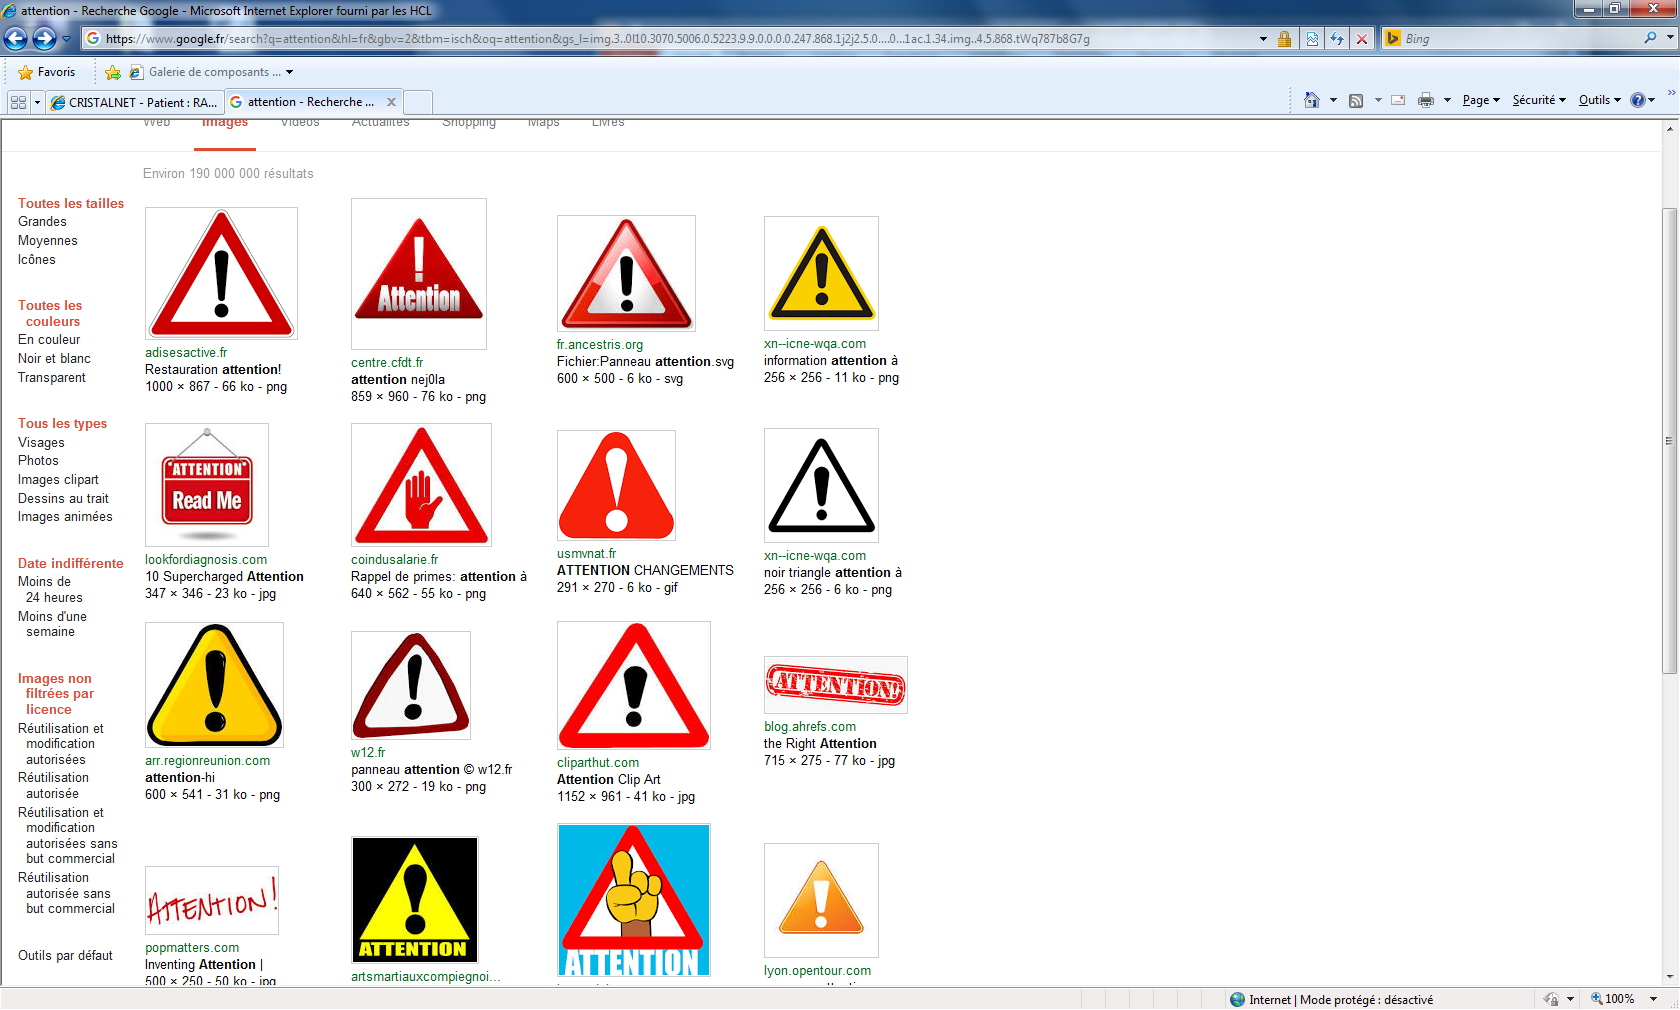 attention - Recherche Google - Microsoft Internet Explorer fourni par les HCL
https://www.google.fr/search?q=attention&hl=fr&gbv=2&tbm=isch&oq=attention&gs_l=img.3..0l10.3070.5006.0.5223.9.9.0.0.0.0.247.868.1j2j2.5.0....0...1ac.1.34.img..4.5.868.tWq787b8G7g
Bing
Favoris
Galerie de composants ...
CRISTALNET - Patient : RA...
attention - Recherche ...
Page
Sécurité
Outils
Web Images Vidéos Actualités Shopping Maps Livres
Environ 190 000 000 résultats
Toutes les tailles
Grandes
Moyennes
Icônes
Toutes les
couleurs
En couleur
Noir et blanc
Transparent
Tous les types
Visages
Photos
Images clipart
Dessins au trait
Images animées
Date indifférente
Moins de
24 heures
Moins d'une
semaine
Images non
filtrées par
licence
Réutilisation et
modification
autorisées
Réutilisation
autorisée
Réutilisation et
modification
autorisées sans
but commercial
Réutilisation
autorisée sans
but commercial
Outils par défaut
!
adisesactive.fr
Restauration attention!
1000 × 867 - 66 ko - png
!
Attention
centre.cfdt.fr
attention nej0la
859 × 960 - 76 ko - png
!
fr.ancestris.org
Fichier:Panneau attention.svg
600 × 500 - 6 ko - svg
!
xn--icne-wqa.com
information attention à
256 × 256 - 11 ko - png
ATTENTION
Read Me
lookfordiagnosis.com
10 Supercharged Attention
347 × 346 - 23 ko - jpg
coindusalarie.fr
Rappel de primes: attention à
640 × 562 - 55 ko - png
!
usmvnat.fr
ATTENTION CHANGEMENTS
291 × 270 - 6 ko - gif
!
xn--icne-wqa.com
noir triangle attention à
256 × 256 - 6 ko - png
!
arr.regionreunion.com
attention-hi
600 × 541 - 31 ko - png
!
w12.fr
panneau attention © w12.fr
300 × 272 - 19 ko - png
!
cliparthut.com
Attention Clip Art
1152 × 961 - 41 ko - jpg
ATTENTION!
blog.ahrefs.com
the Right Attention
715 × 275 - 77 ko - jpg
ATTENTION!
popmatters.com
Inventing Attention |
500 × 250 - 50 ko - jpg
!
ATTENTION
artsmartiauxcompiegnoi...
ATTENTION
!
lyon.opentour.com
Internet | Mode protégé : désactivé
100%